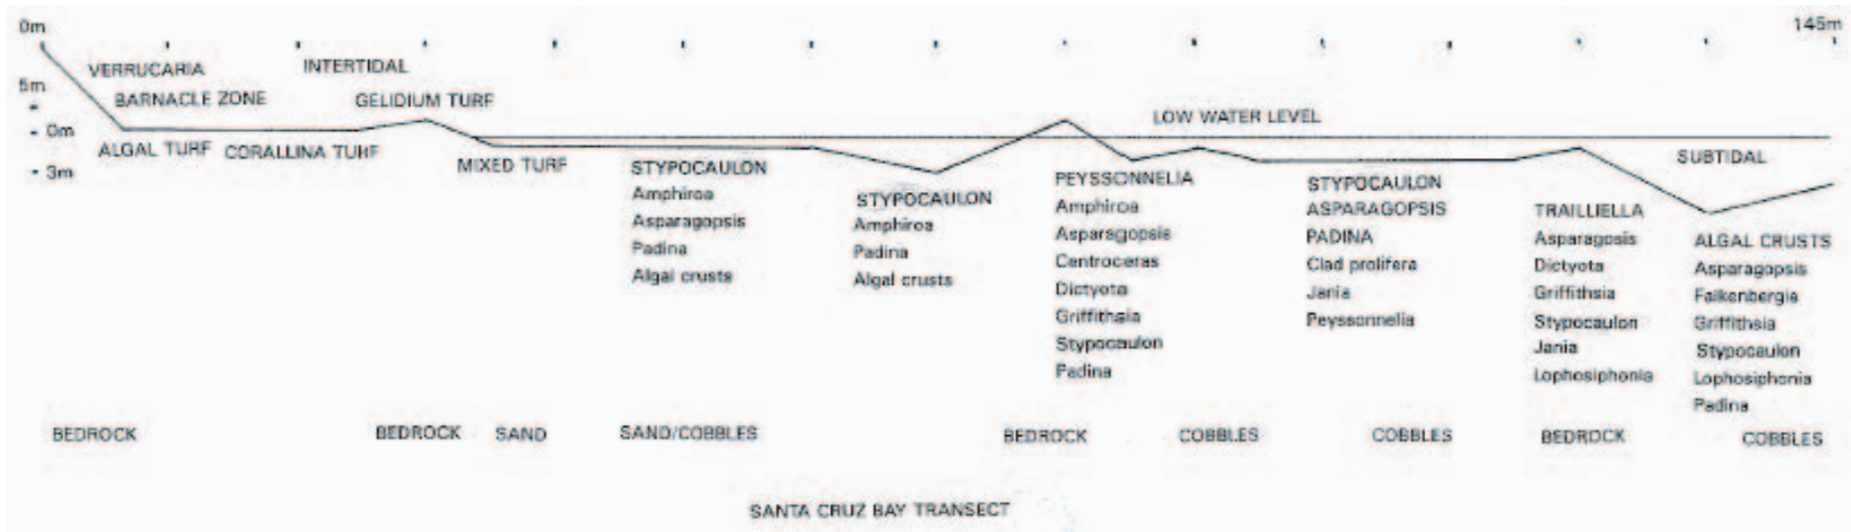 0m
145m
VERRUCARIA
INTERTIDAL
5m
BARNACLE ZONE
GELIDIUM TURF
LOW WATER LEVEL
0m
ALGAL TURF
CORALLINA TURF
MIXED TURF
SUBTIDAL
3m
STYPOCAULON
Amphiroa
Asparagopsis
Padina
Algal crusts
STYPOCAULON
Amphiroa
Padina
Algal crusts
PEYSSONNELIA
Amphiroa
Asparagopsis
Centroceras
Dictyota
Griffithsia
Stypocaulon
Padina
STYPOCAULON
ASPARAGOPSIS
PADINA
Clad prolifera
Jania
Peyssonnelia
TRAILLIELLA
Asparagosis
Dictyota
Griffithsia
Stypocaulon
Jania
Lophosiphonia
ALGAL CRUSTS
Asparagopsis
Falkenbergia
Griffithsia
Stypocaulon
Lophosiphonia
Padina
BEDROCK
BEDROCK
SAND
SAND/COBBLES
BEDROCK
COBBLES
COBBLES
BEDROCK
COBBLES
SANTA CRUZ BAY TRANSECT